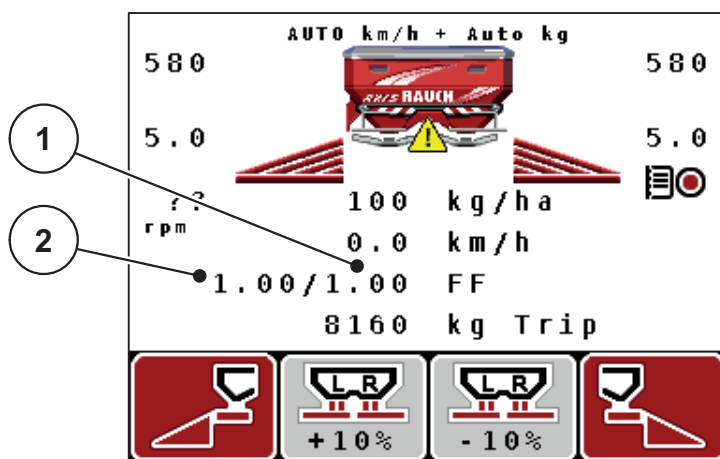 AUTO km/h + Auto kg
580 580
AXIS RAUCH
5.0 5.0
1
?? 100 kg/ha
rpm
2
0.0 km/h
1.00/1.00 FF
8160 kg Trip
L R L R
+10% -10%